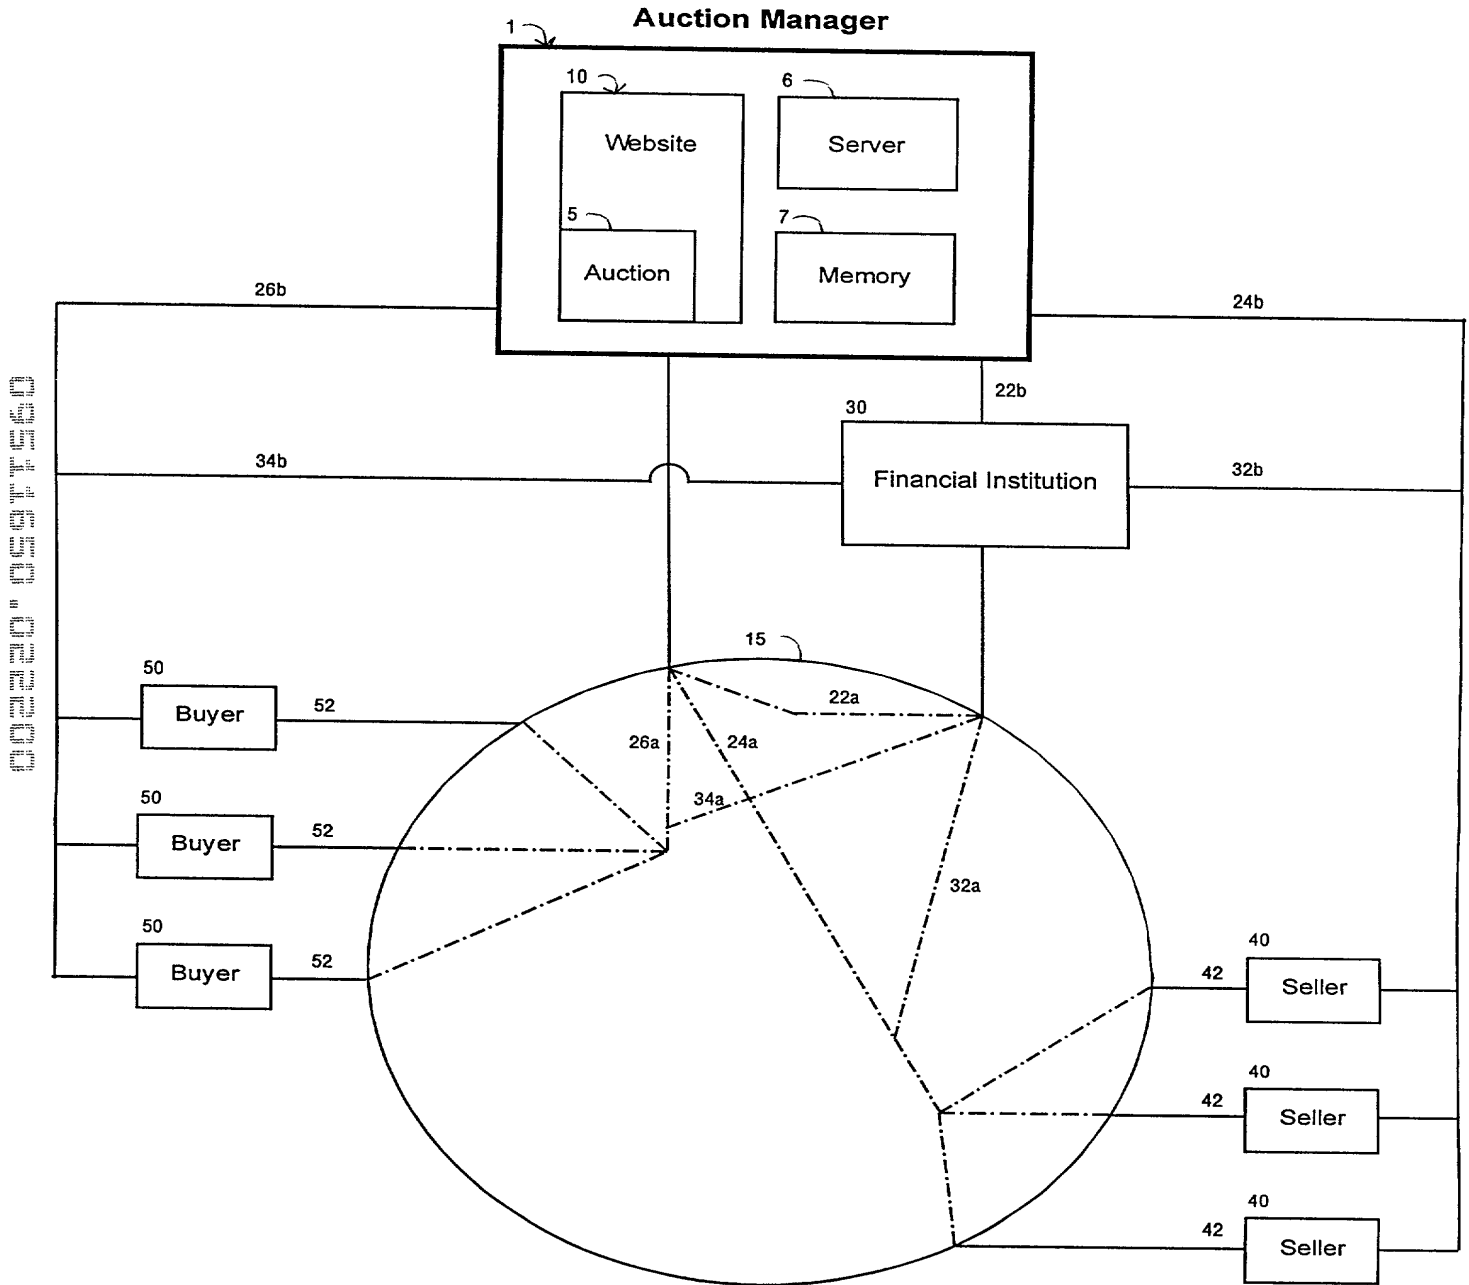 Auction Manager
1
10
6
Website
Server
5
7
Auction
Memory
26b
24b
22b
30
34b
Financial Institution
32b
15
50
Buyer
52
22a
26a
24a
34a
50
Buyer
52
32a
50
Buyer
52
40
42
Seller
40
42
Seller
40
42
Seller
09511650.022200